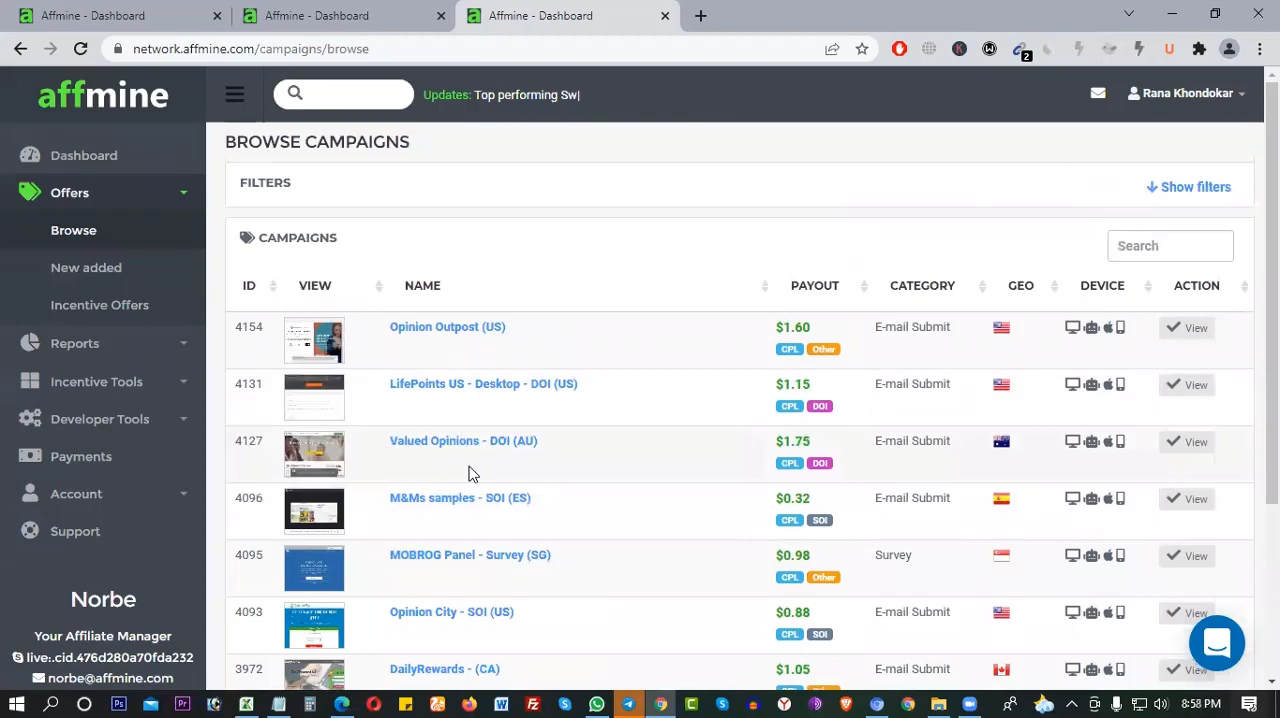 Affmine - Dashboard
Affmine - Dashboard
Affmine - Dashboard
network.affmine.com/campaigns/browse
2
affmine
Updates: Top performing Sw|
Rana Khondokar
Dashboard
Offers
Browse
New added
Incentive Offers
Reports
Incentive Tools
Developer Tools
Payments
Account
Support
Norbe
Your Affiliate Manager
live:.cid.476d280a70fda232
norbe@affmine.com
BROWSE CAMPAIGNS
FILTERS
Show filters
CAMPAIGNS
Search
ID VIEW NAME PAYOUT CATEGORY GEO DEVICE ACTION
4154 Opinion Outpost (US) $1.60 E-mail Submit View
CPL Other
4131 LifePoints US - Desktop - DOI (US) $1.15 E-mail Submit View
CPL DOI
4127 Valued Opinions - DOI (AU) $1.75 E-mail Submit View
CPL DOI
4096 M&Ms samples - SOI (ES) $0.32 E-mail Submit View
CPL SOI
4095 MOBROG Panel - Survey (SG) $0.98 Survey View
CPL Other
4093 Opinion City - SOI (US) $0.88 E-mail Submit View
CPL SOI
3972 DailyRewards - (CA) $1.05 E-mail Submit View
8:58 PM